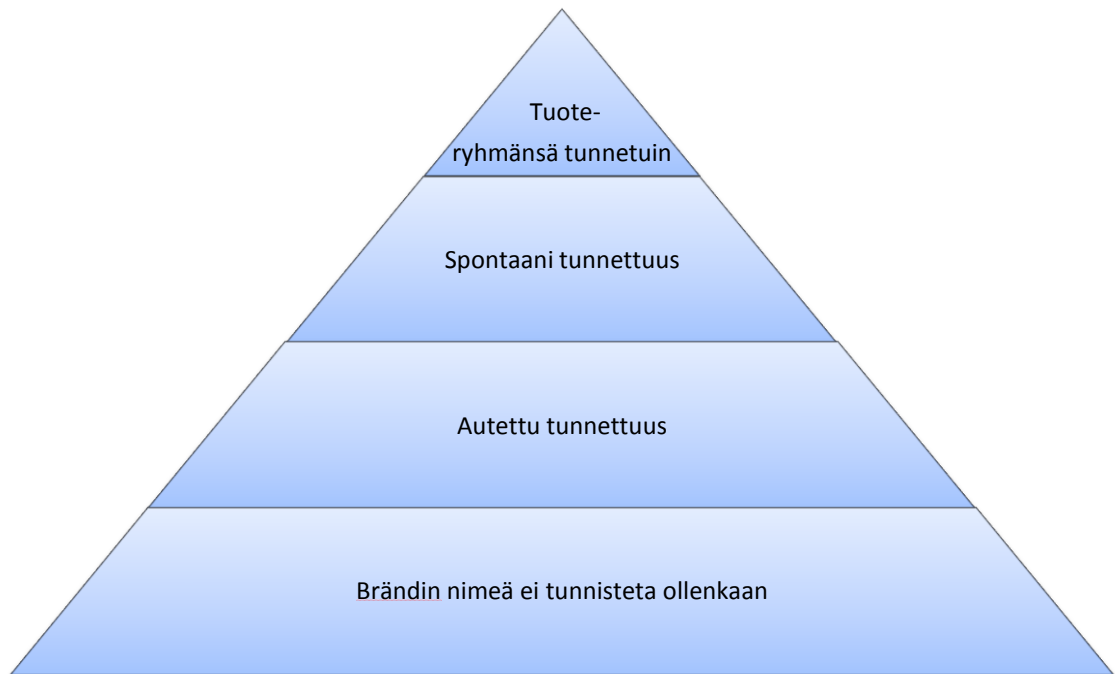 Tuote-
ryhmänsä tunnetuin
Spontaani tunnettuus
Autettu tunnettuus
Brändin nimeä ei tunnisteta ollenkaan